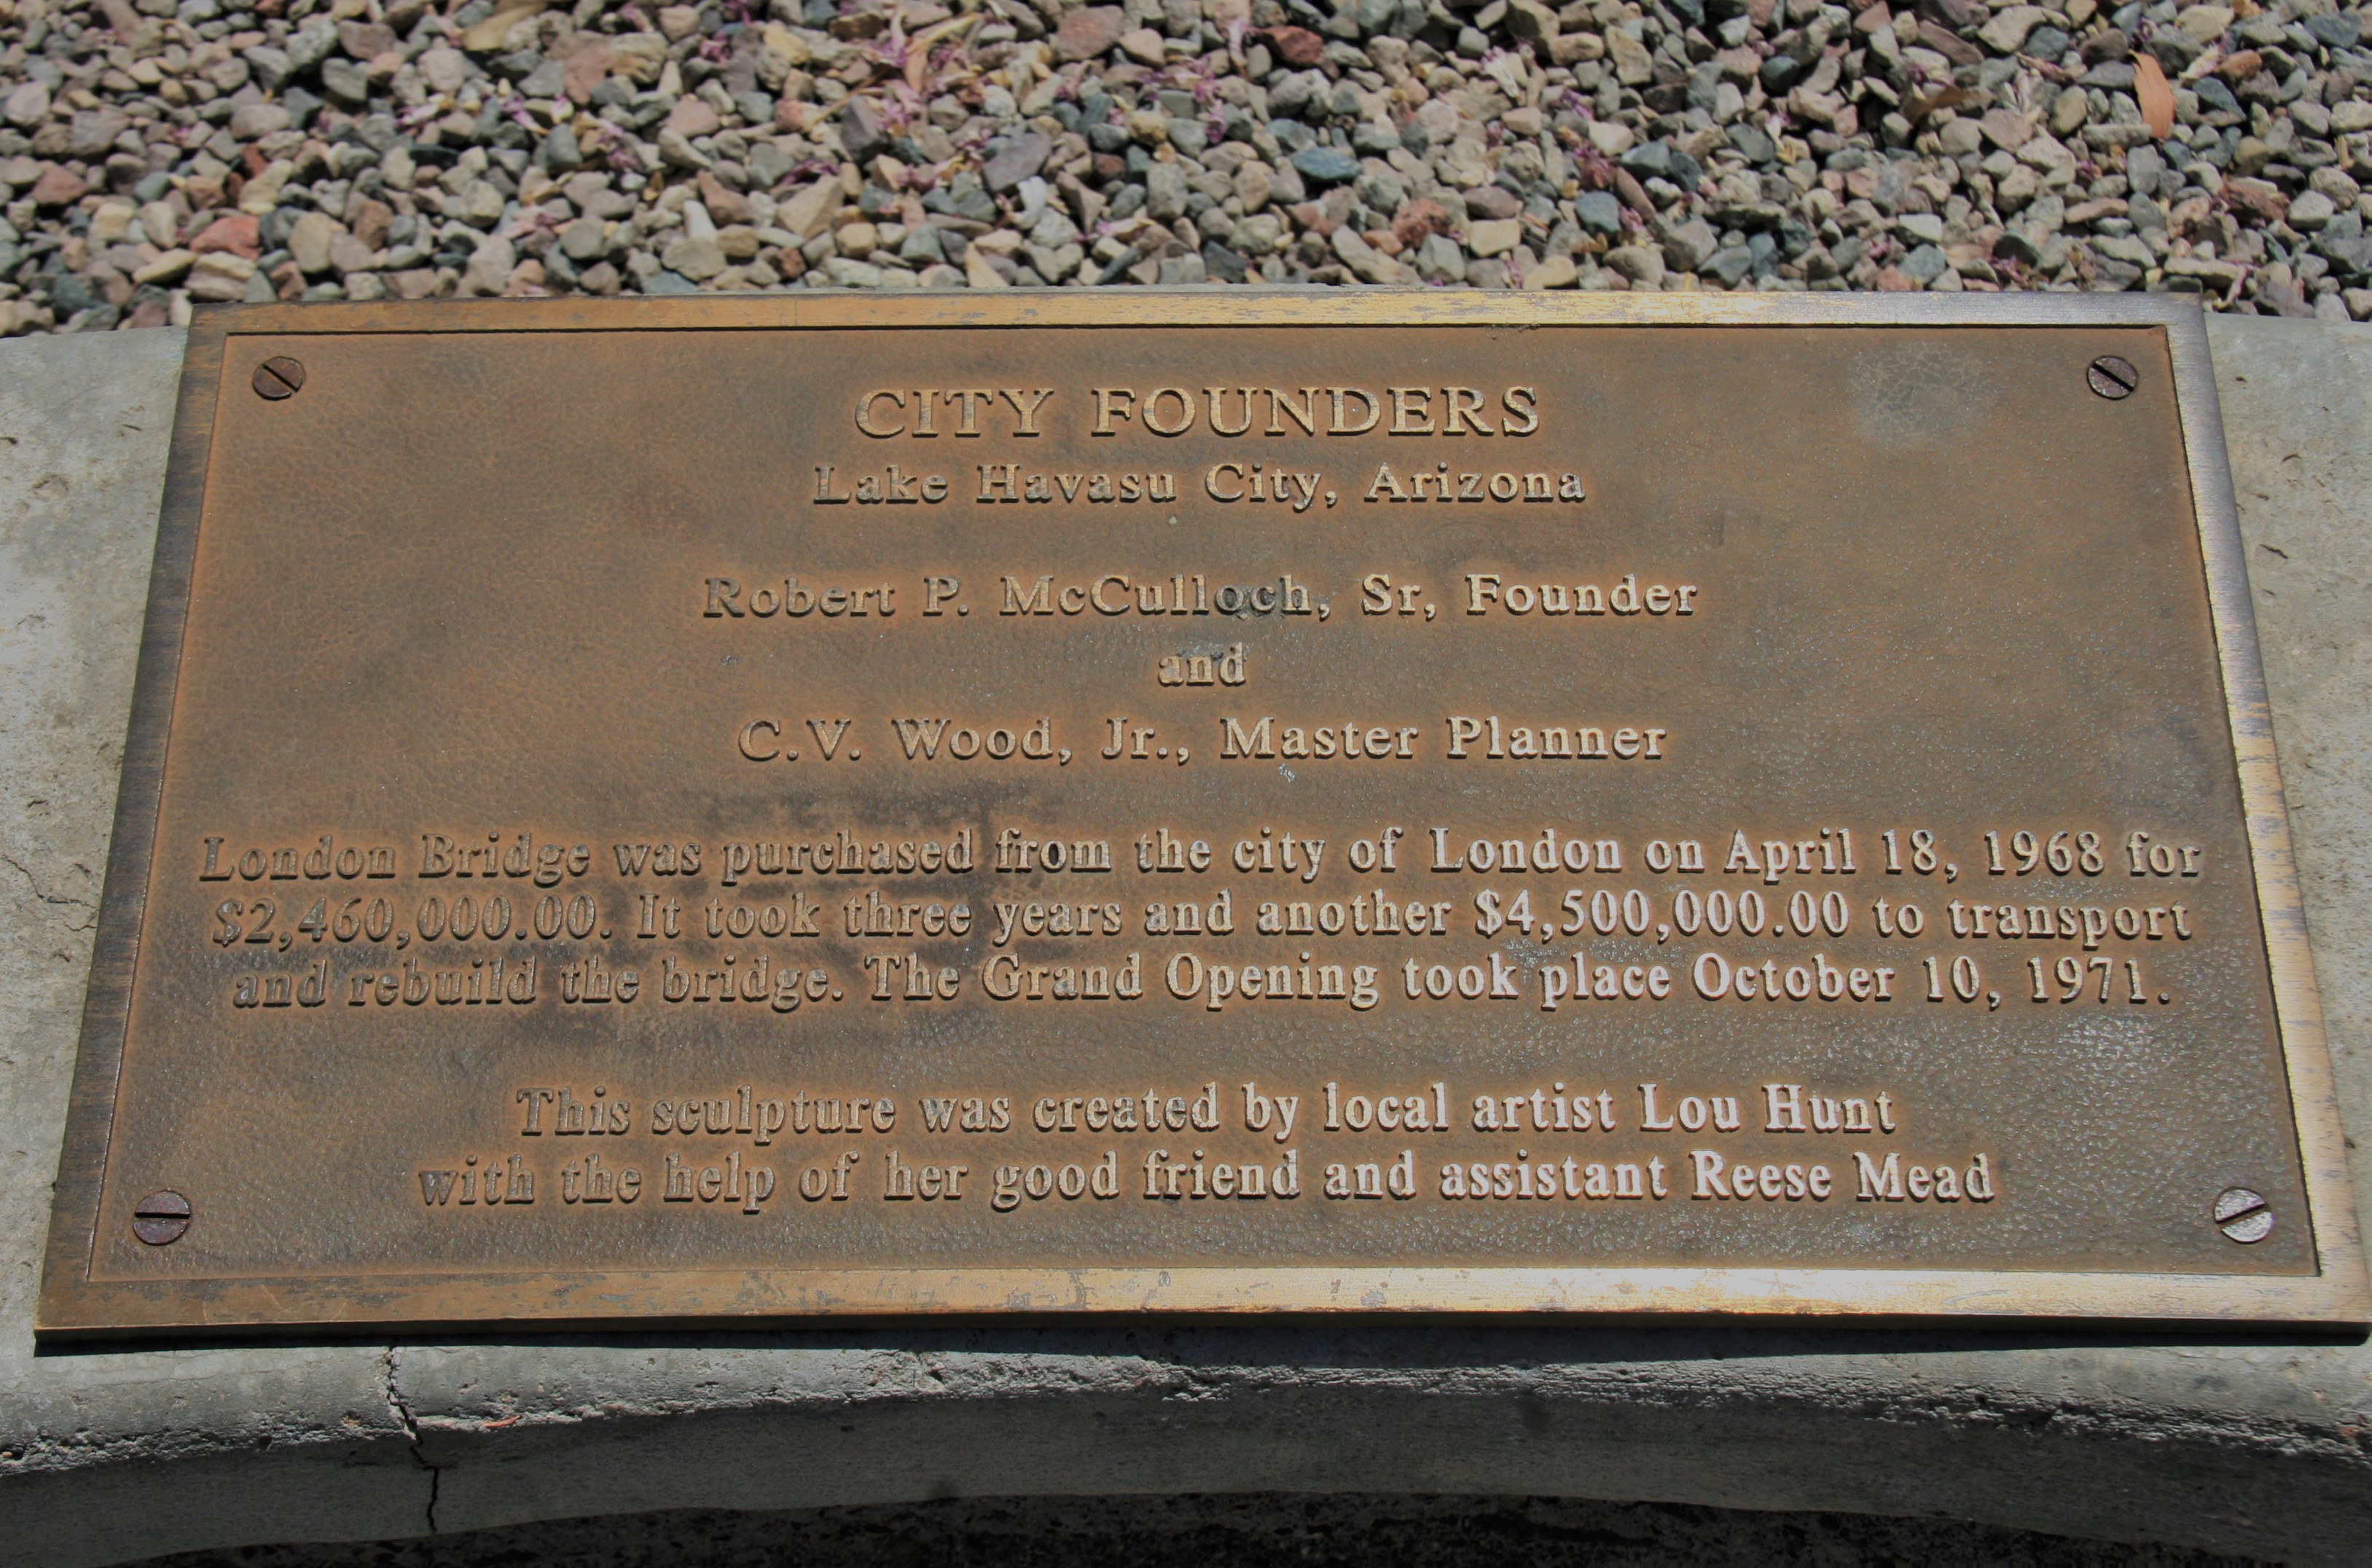 CITY FOUNDERS
Lake Havasu City, Arizona
Robert P. McCulloch, Sr, Founder
and
C.V. Wood, Jr., Master Planner
London Bridge was purchased from the city of London on April 18, 1968 for
$2,460,000.00. It took three years and another $4,500,000.00 to transport
and rebuild the bridge. The Grand Opening took place October 10, 1971.
This sculpture was created by local artist Lou Hunt
with the help of her good friend and assistant Reese Mead